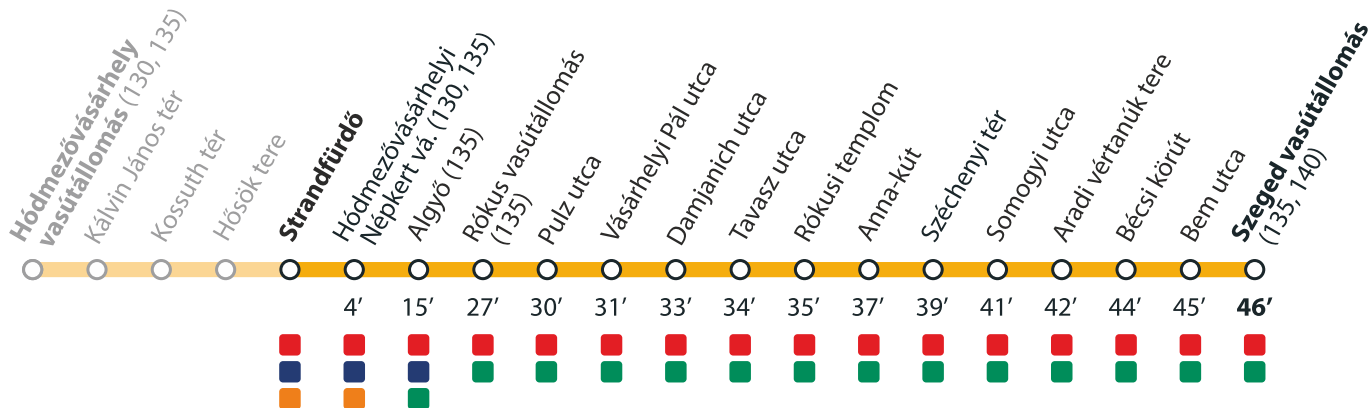 Hódmezővásárhely
vasútállomás (130, 135)
Kálvin János tér
Kossuth tér
Hősök tere
Strandfürdő
Hódmezővásárhelyi
Népkert vá. (130, 135)
Algyő (135)
Rókus vasútállomás
(135)
Pulz utca
Vásárhelyi Pál utca
Damjanich utca
Tavasz utca
Rókusi templom
Anna-kút
Széchenyi tér
Somogyi utca
Aradi vértanúk tere
Bécsi körút
Bem utca
Szeged vasútállomás
(135, 140)
4’ 15’ 27’ 30’ 31’ 33’ 34’ 35’ 37’ 39’ 41’ 42’ 44’ 45’ 46’